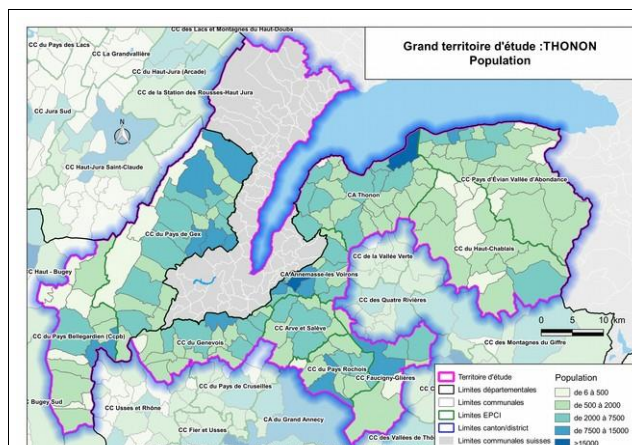 Grand territoire d'étude :THONON
Population
CC des Lacs et Montagnes du Haut-Doubs
CC du Pays des Lacs
CC La Grandvallière
CC du Haut-Jura (Arcade)
CC de la Station des Rousses-Haut Jura
CC Jura Sud
N
CC Haut-Jura Saint-Claude
CC Pays d'Évian Vallée d'Abondance
CA Thonon
CC du Pays de Gex
CC du Haut-Chablais
CC de la Vallée Verte
CC Haut - Bugey
CA Annemasse-les Voirons
CC des Quatre Rivières
0 5 10 km
CC du Pays Bellegardien (Ccpb)
CC du Genevois
CC Arve et Salève
CC des Montagnes du Giffre
CC du Pays Rochois
CC Faucigny-Glières
CC du Pays de Cruseilles
Bugey Sud
CC Usses et Rhône
CA du Grand Annecy
CC Fier et Usses
CC des Vallées de Thô
Territoire d'étude
Limites départementales
Limites communales
Limites EPCI
Limites canton/district
Limites communales suisses
Population
de 6 à 500
de 500 à 2000
de 2000 à 7500
de 7500 à 15000
>15000